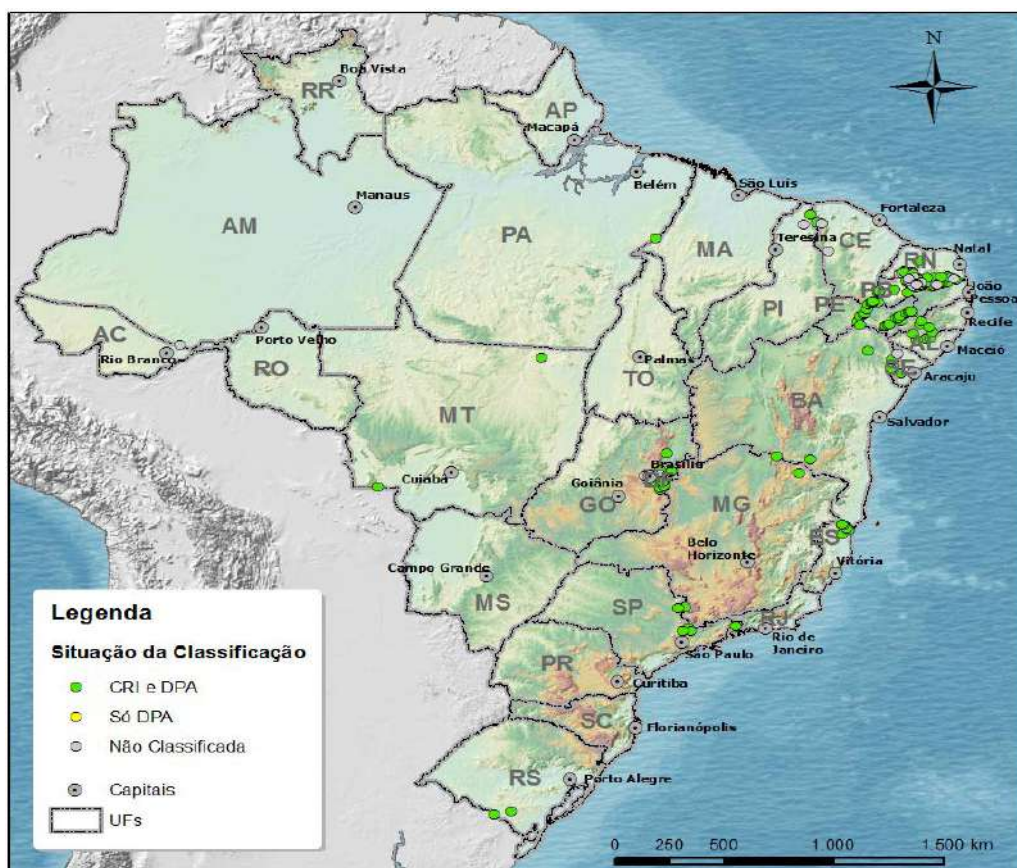 N
Boa Vista
RR
AP
Macapá
Belém
São Luís
Manaus
Fortaleza
AM
PA
MA
Teresina
CE
RN
Natal
João
Pessoa
PI
PE
Recife
AC
Rio Branco
Porto Velho
AL
Macció
RO
Palmas
TO
SE
Aracaju
MT
BA
Salvador
Cuiabá
Brasília
Goiânia
GO
MG
ES
Belo
Horizonte
Vitória
Campo Grande
MS
SP
RJ
Rio de
Janeiro
São Paulo
PR
Curitiba
SC
Florianópolis
RS
Porto Alegre
Legenda
Situação da Classificação
CRI e DPA
Só DPA
Não Classificada
Capitais
UFs
0 250 500 1.000 1.500 km